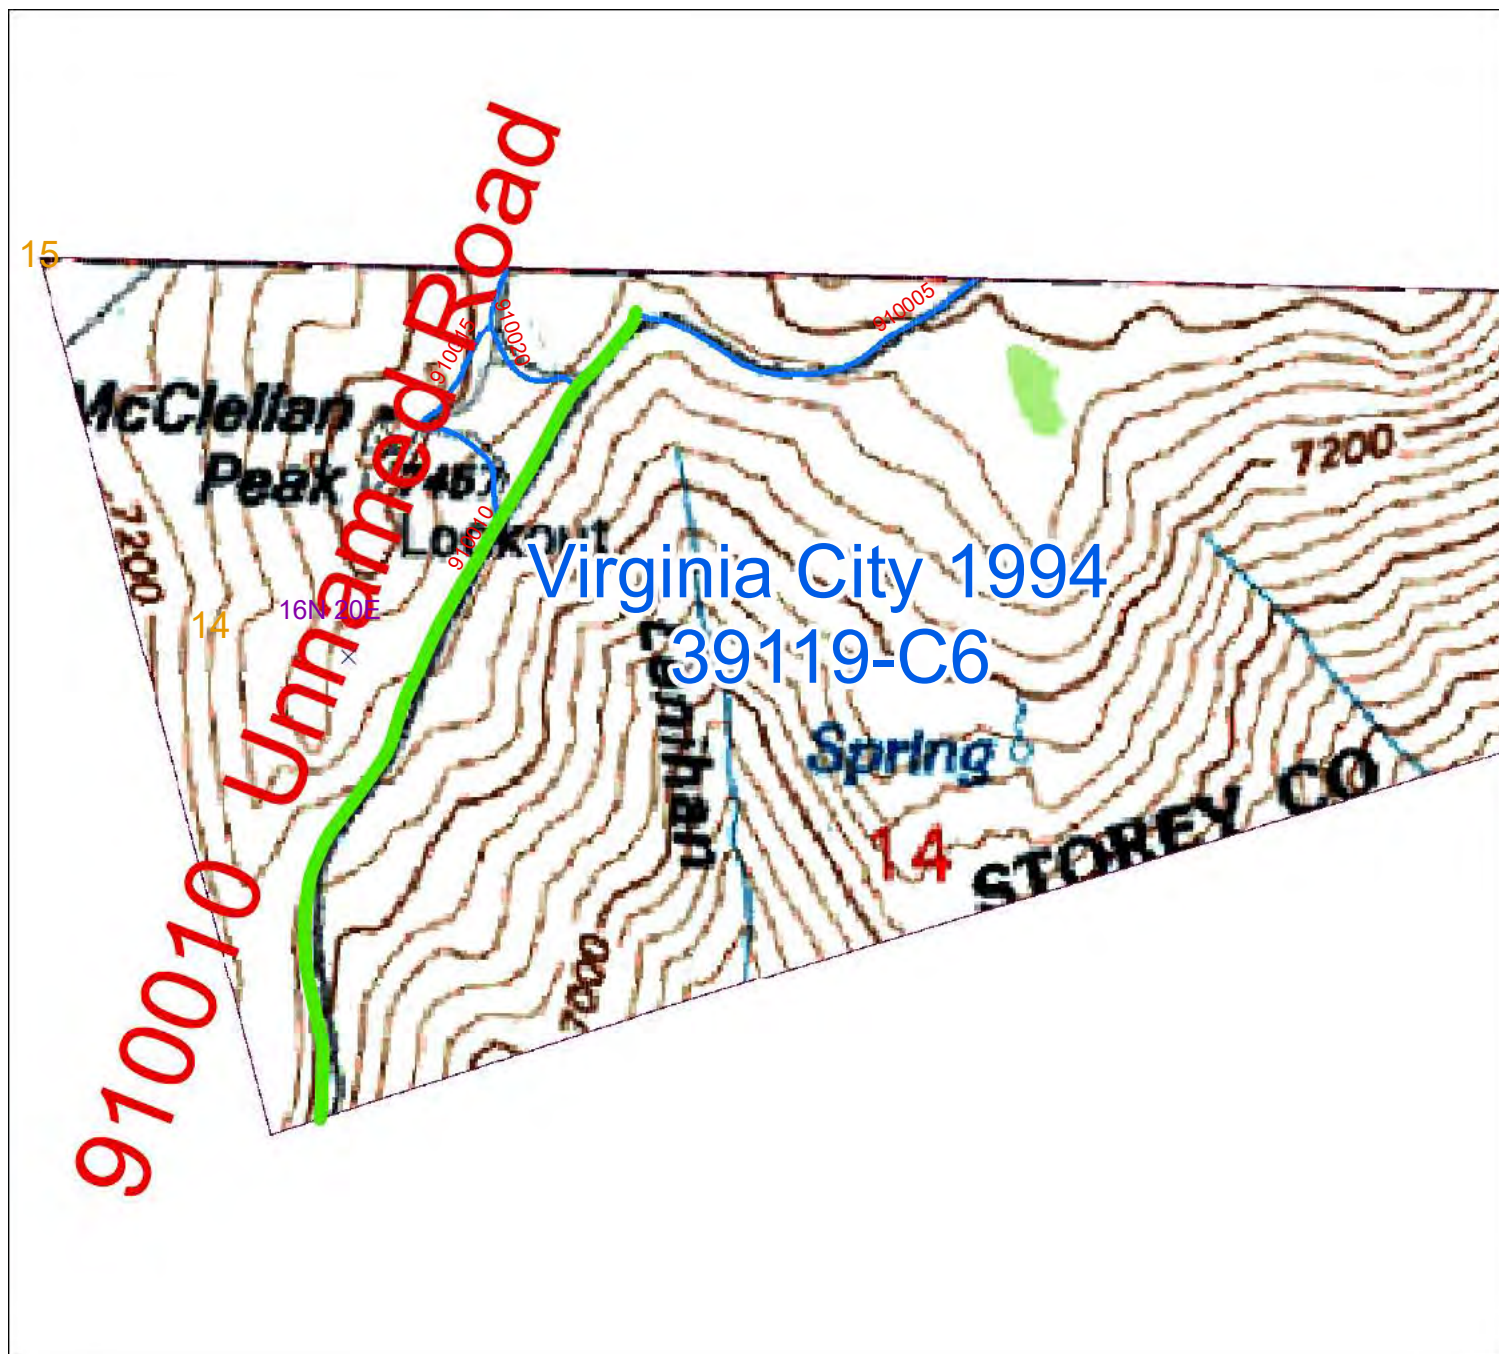 910010 Unnamed Road
15
910005
910020
910015
McClellan
Peak
7457
7200
7200
Lookout
910010
Virginia City 1994
39119-C6
14
16N 20E
Lenihan
Spring
14
STOREY CO
7000